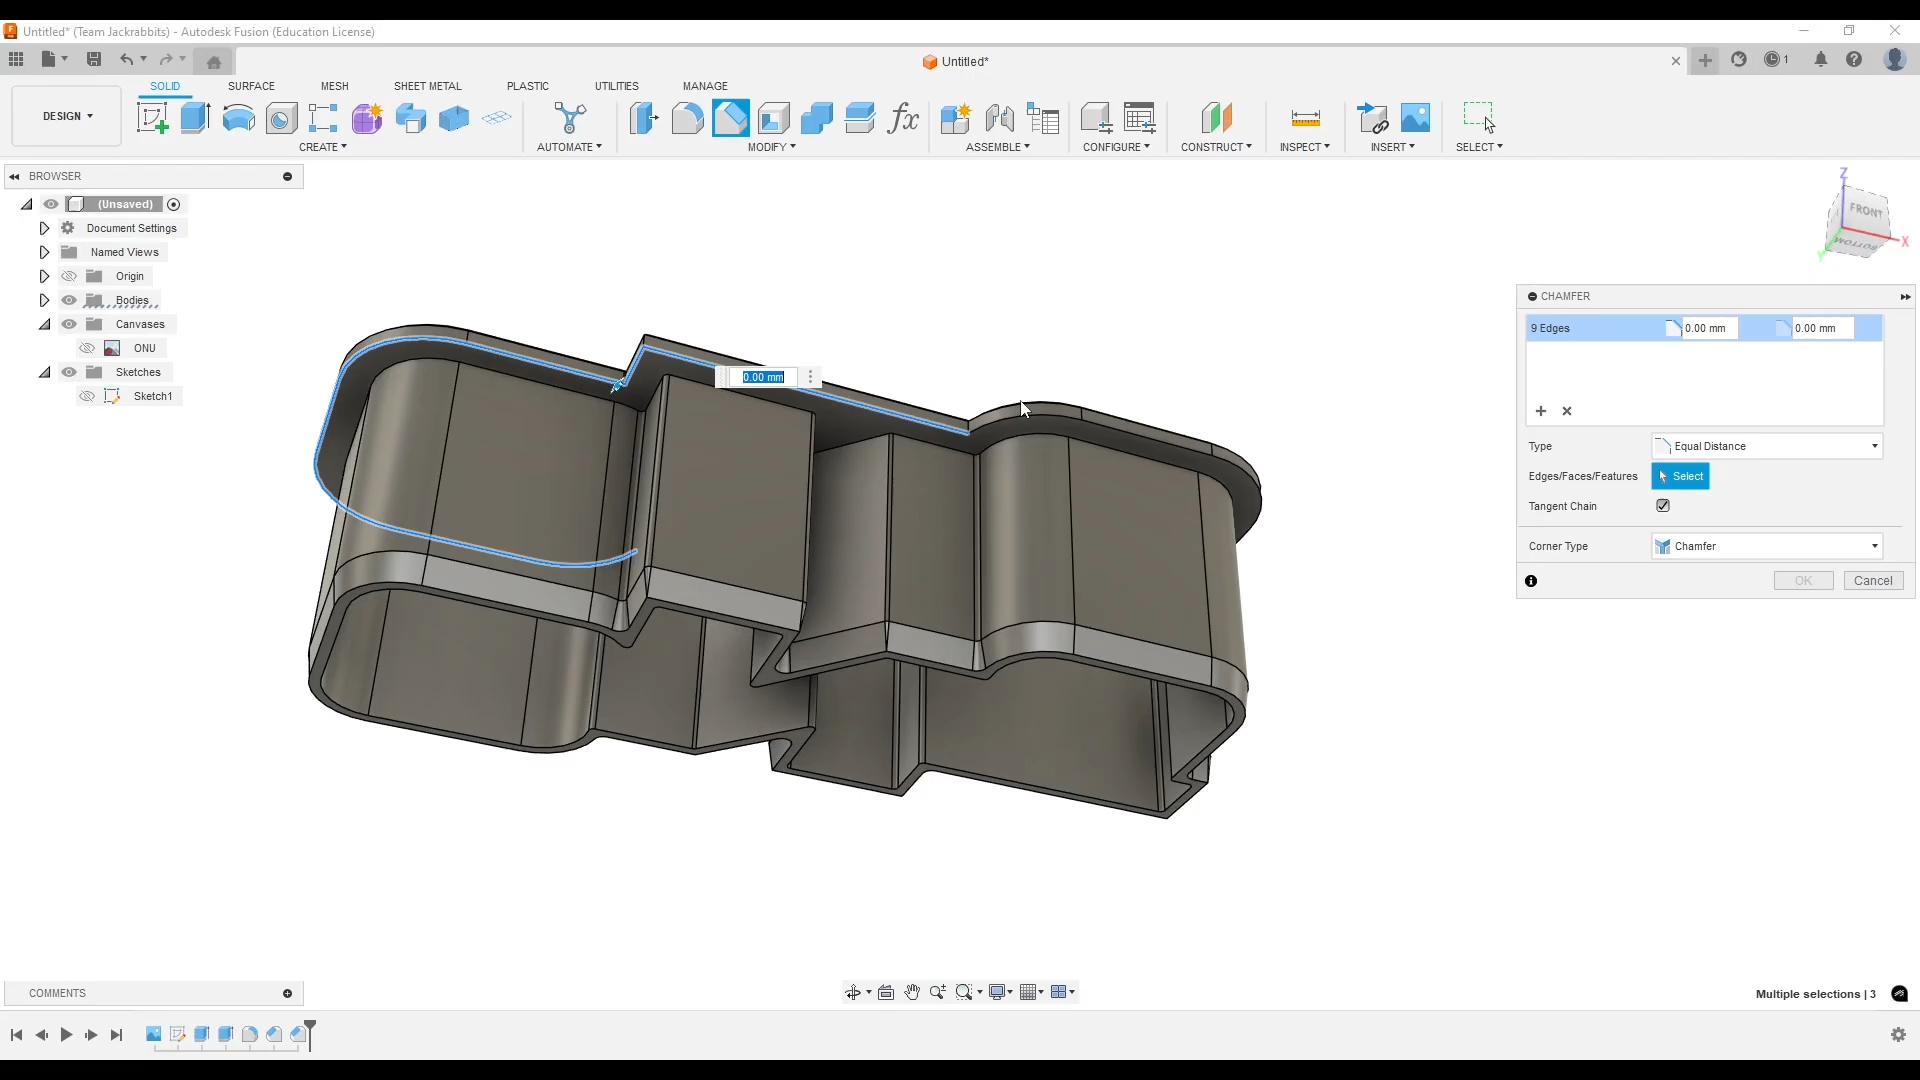 Untitled* (Team Jackrabbits) - Autodesk Fusion (Education License)
Untitled*
1
DESIGN
SOLID
SURFACE
MESH
SHEET METAL
PLASTIC
UTILITIES
MANAGE
CREATE
AUTOMATE
MODIFY
ASSEMBLE
CONFIGURE
CONSTRUCT
INSPECT
INSERT
SELECT
BROWSER
(Unsaved)
Document Settings
Named Views
Origin
Bodies
Canvases
ONU
Sketches
Sketch1
0.00 mm
Z
FRONT
BOTTOM
X
Y
CHAMFER
9 Edges 0.00 mm 0.00 mm
Type Equal Distance
Edges/Faces/Features Select
Tangent Chain
Corner Type Chamfer
OK Cancel
COMMENTS
Multiple selections | 3